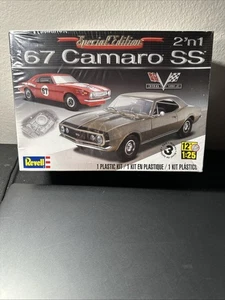 Special Edition
2'n1
'67 Camaro SS
Revell
1 PLASTIC KIT / 1 KIT EN PLASTIQUE / 1 KIT PLÁSTICO
12
1:25
3